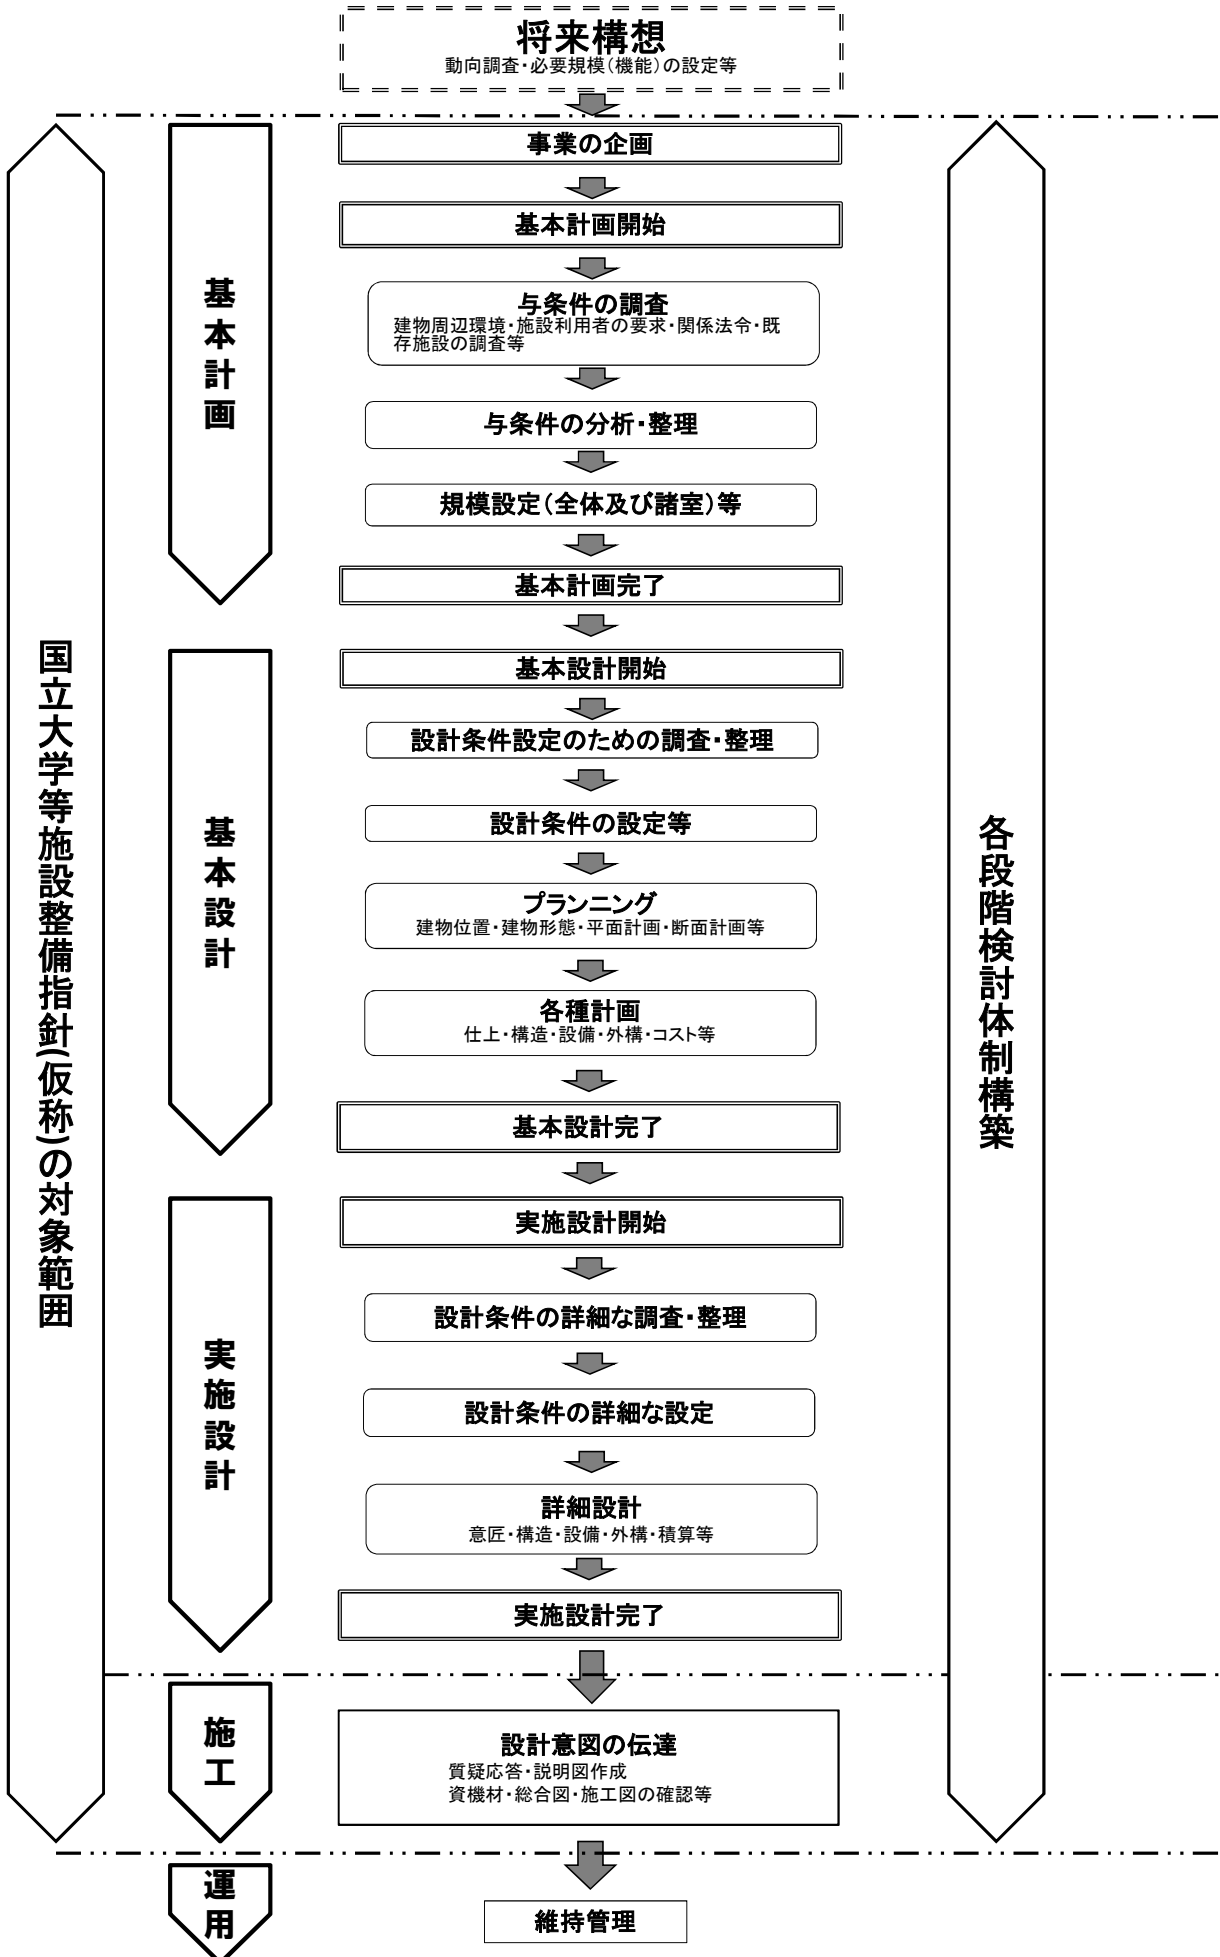 将来構想
動向調査・必要規模(機能)の設定等
国立大学等施設整備指針(仮称)の対象範囲
基本計画
事業の企画
基本計画開始
与条件の調査
建物周辺環境・施設利用者の要求・関係法令・既
存施設の調査等
与条件の分析・整理
規模設定(全体及び諸室)等
基本計画完了
基本設計
基本設計開始
設計条件設定のための調査・整理
設計条件の設定等
プランニング
建物位置・建物形態・平面計画・断面計画等
各種計画
仕上・構造・設備・外構・コスト等
基本設計完了
実施設計
実施設計開始
設計条件の詳細な調査・整理
設計条件の詳細な設定
詳細設計
意匠・構造・設備・外構・積算等
実施設計完了
施工
設計意図の伝達
質疑応答・説明図作成
資機材・総合図・施工図の確認等
運用
維持管理
各段階検討体制構築